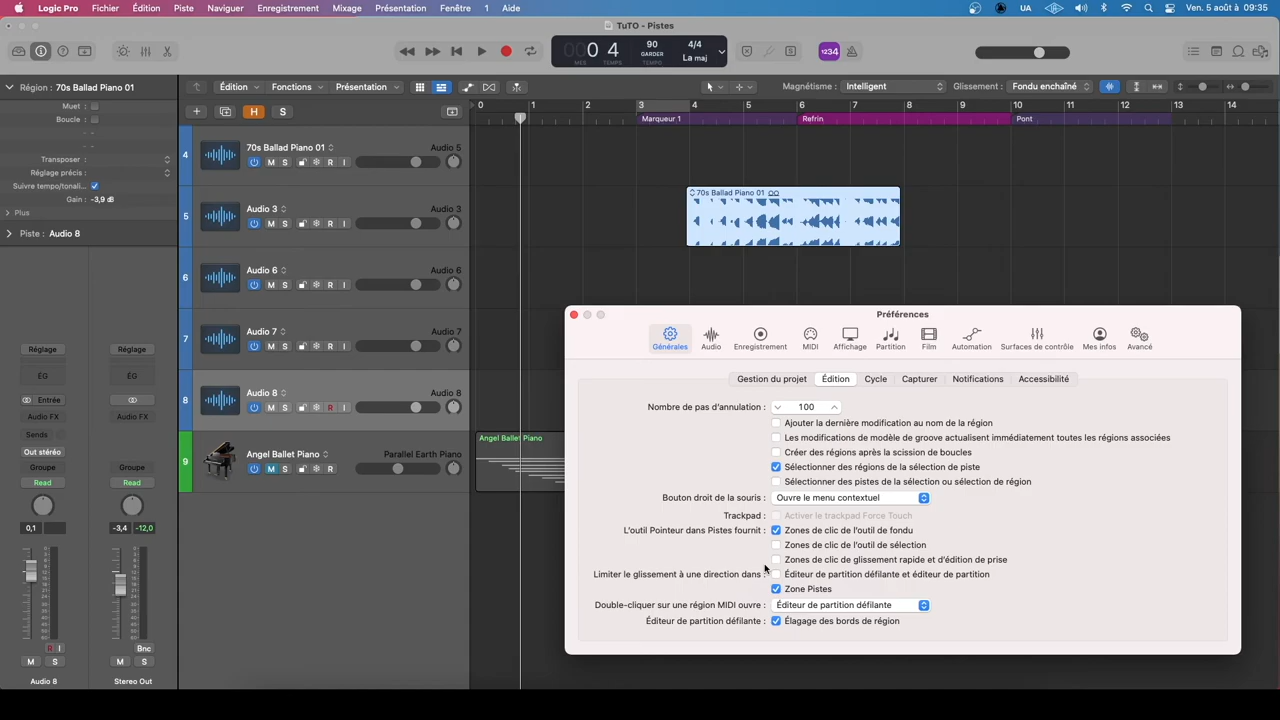 Logic Pro Fichier Édition Piste Naviguer Enregistrement Mixage Présentation Fenêtre 1 Aide UA Ven. 5 août à 09:35
TuTO - Pistes
0 4 90 4/4
GARDER La maj
MES TEMPS TEMPO
1234
Région : 70s Ballad Piano 01 Édition Fonctions Présentation Magnétisme : Intelligent Glissement : Fondu enchaîné
Muet :
Boucle :
Transposer :
Réglage précis :
Suivre tempo/tonali...
Gain : -3,9 dB
Plus
Piste : Audio 8
H S
0 1 2 3 4 5 6 7 8 9 10 11 12 13 14
Marqueur 1 Refrin Pont
4 70s Ballad Piano 01 Audio 5
M S R I
5 Audio 3 Audio 6
M S R I
70s Ballad Piano 01
6 Audio 6 Audio 6
M S R I
7 Audio 7 Audio 7
M S R I
8 Audio 8 Audio 8
M S R I
9 Angel Ballet Piano Parallel Earth Piano
M S R
Angel Ballet Piano
Réglage Réglage
ÉG ÉG
Entrée
Audio FX Audio FX
Sends
Out stéréo
Groupe Groupe
Read Read
0,1 -3,4 -12,0
R I Bnc
M S M S
Audio 8 Stereo Out
Préférences
Générales Audio Enregistrement MIDI Affichage Partition Film Automation Surfaces de contrôle Mes infos Avancé
Gestion du projet Édition Cycle Capturer Notifications Accessibilité
Nombre de pas d'annulation : 100
Ajouter la dernière modification au nom de la région
Les modifications de modèle de groove actualisent immédiatement toutes les régions associées
Créer des régions après la scission de boucles
Sélectionner des régions de la sélection de piste
Sélectionner des pistes de la sélection ou sélection de région
Bouton droit de la souris : Ouvre le menu contextuel
Trackpad : Activer le trackpad Force Touch
L'outil Pointeur dans Pistes fournit : Zones de clic de l'outil de fondu
Zones de clic de l'outil de sélection
Zones de clic de glissement rapide et d'édition de prise
Limiter le glissement à une direction dans : Éditeur de partition défilante et éditeur de partition
Zone Pistes
Double-cliquer sur une région MIDI ouvre : Éditeur de partition défilante
Éditeur de partition défilante : Élagage des bords de région